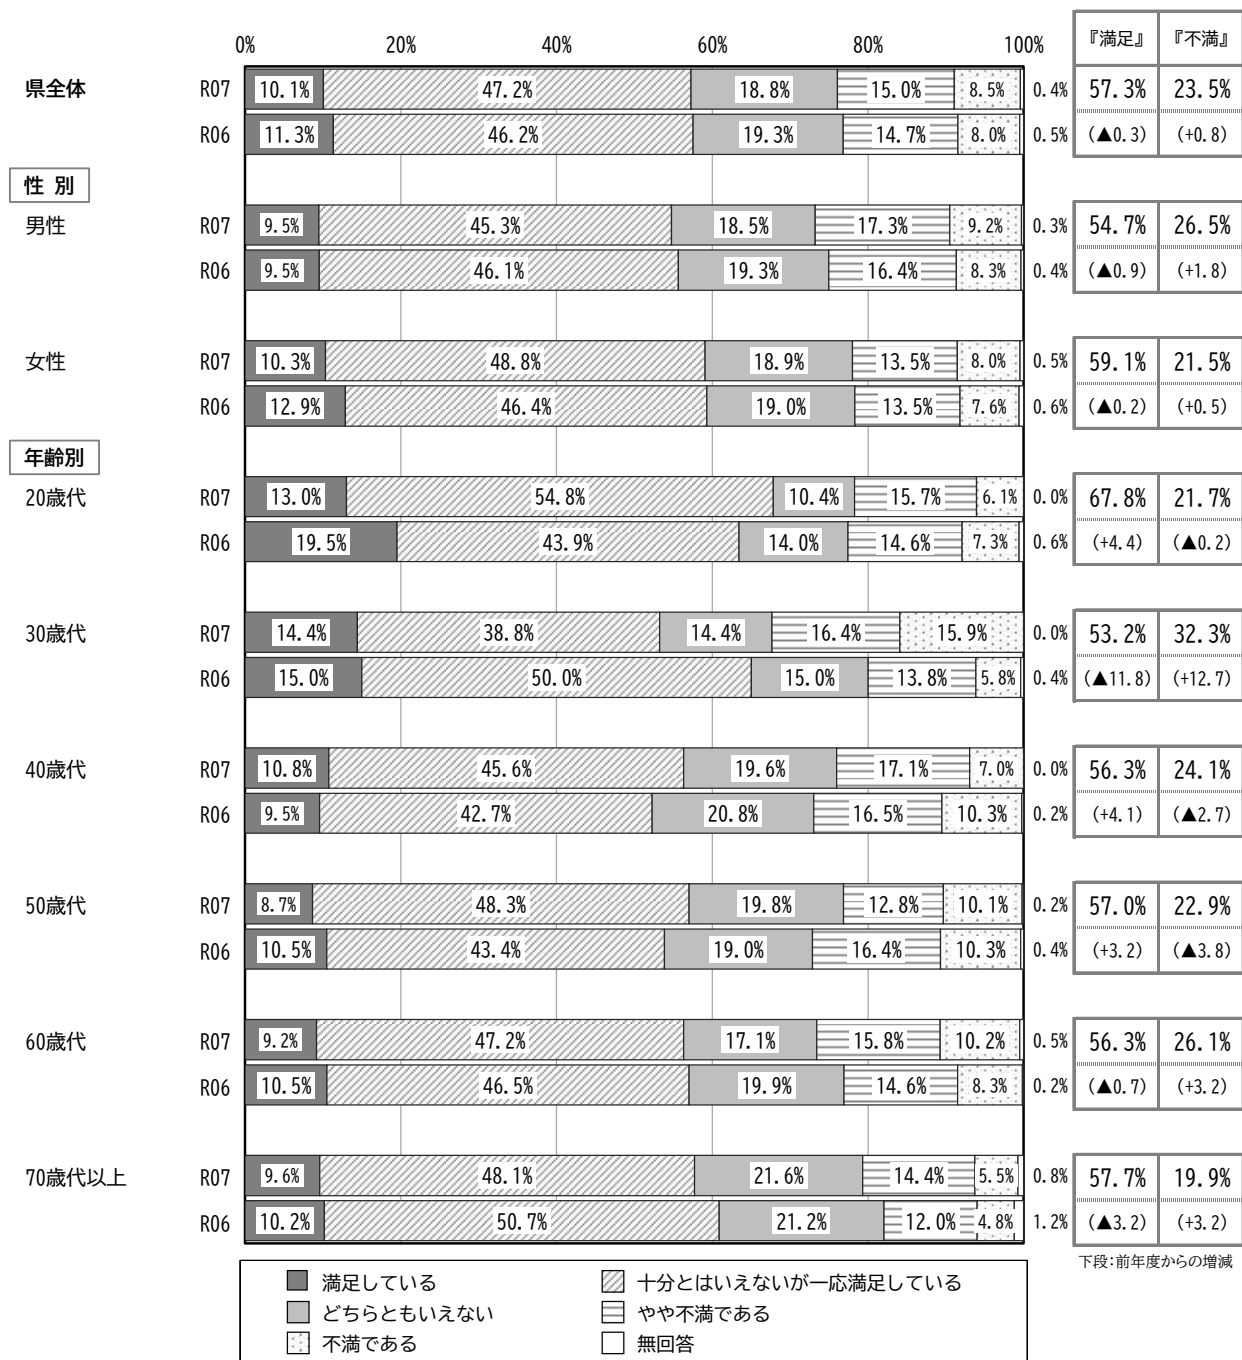 0% 20% 40% 60% 80% 100% 『満足』 『不満』
県全体 R07 10.1% 47.2% 18.8% 15.0% 8.5% 0.4% 57.3% 23.5%
R06 11.3% 46.2% 19.3% 14.7% 8.0% 0.5% (▲0.3) (+0.8)
性 別
男性 R07 9.5% 45.3% 18.5% 17.3% 9.2% 0.3% 54.7% 26.5%
R06 9.5% 46.1% 19.3% 16.4% 8.3% 0.4% (▲0.9) (+1.8)
女性 R07 10.3% 48.8% 18.9% 13.5% 8.0% 0.5% 59.1% 21.5%
R06 12.9% 46.4% 19.0% 13.5% 7.6% 0.6% (▲0.2) (+0.5)
年齢別
20歳代 R07 13.0% 54.8% 10.4% 15.7% 6.1% 0.0% 67.8% 21.7%
R06 19.5% 43.9% 14.0% 14.6% 7.3% 0.6% (+4.4) (▲0.2)
30歳代 R07 14.4% 38.8% 14.4% 16.4% 15.9% 0.0% 53.2% 32.3%
R06 15.0% 50.0% 15.0% 13.8% 5.8% 0.4% (▲11.8) (+12.7)
40歳代 R07 10.8% 45.6% 19.6% 17.1% 7.0% 0.0% 56.3% 24.1%
R06 9.5% 42.7% 20.8% 16.5% 10.3% 0.2% (+4.1) (▲2.7)
50歳代 R07 8.7% 48.3% 19.8% 12.8% 10.1% 0.2% 57.0% 22.9%
R06 10.5% 43.4% 19.0% 16.4% 10.3% 0.4% (+3.2) (▲3.8)
60歳代 R07 9.2% 47.2% 17.1% 15.8% 10.2% 0.5% 56.3% 26.1%
R06 10.5% 46.5% 19.9% 14.6% 8.3% 0.2% (▲0.7) (+3.2)
70歳代以上 R07 9.6% 48.1% 21.6% 14.4% 5.5% 0.8% 57.7% 19.9%
R06 10.2% 50.7% 21.2% 12.0% 4.8% 1.2% (▲3.2) (+3.2)
下段:前年度からの増減
満足している 十分とはいえないが一応満足している
どちらともいえない やや不満である
不満である 無回答